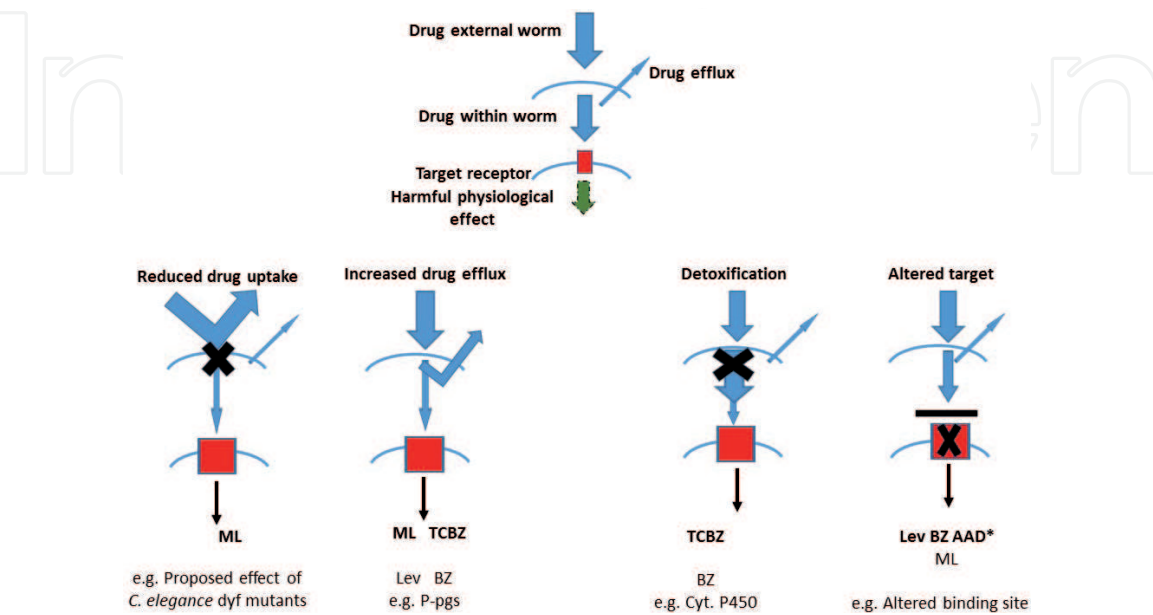 Drug external worm
Drug efflux
Drug within worm
Target receptor
Harmful physiological
effect
Reduced drug uptake
Increased drug efflux
Detoxification
Altered target
ML
ML TCBZ
TCBZ
Lev BZ AAD*
ML
e.g. Proposed effect of
C. elegance dyf mutants
Lev BZ
e.g. P-pgs
BZ
e.g. Cyt. P450
e.g. Altered binding site